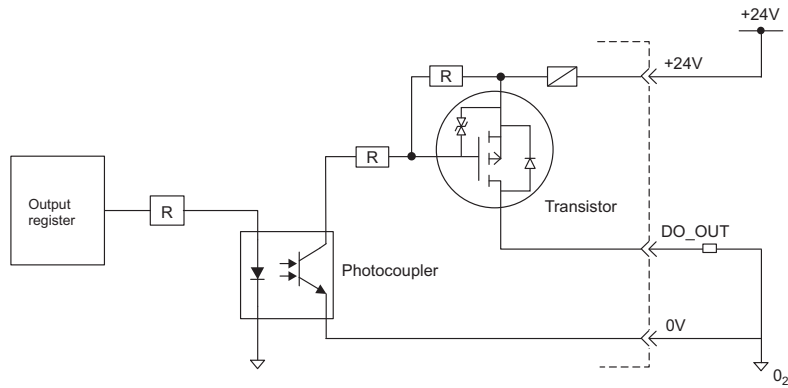 +24V
+24V
R
R
Transistor
Output
register
R
DO_OUT
Photocoupler
0V
0₂